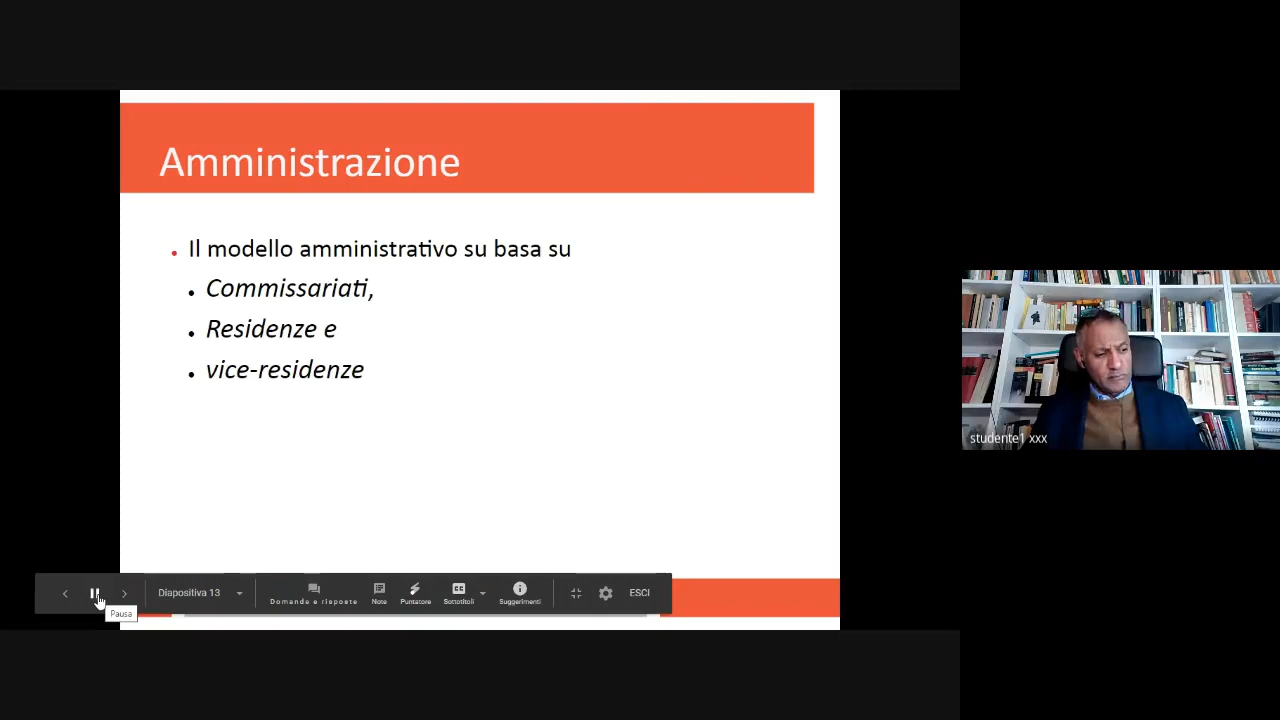 Amministrazione
Il modello amministrativo su basa su
Commissariati,
Residenze e
vice-residenze
studente1 xxx
Diapositiva 13
Domande e risposte
Note
Puntatore
Sottotitoli
Suggerimenti
ESCI
Pausa